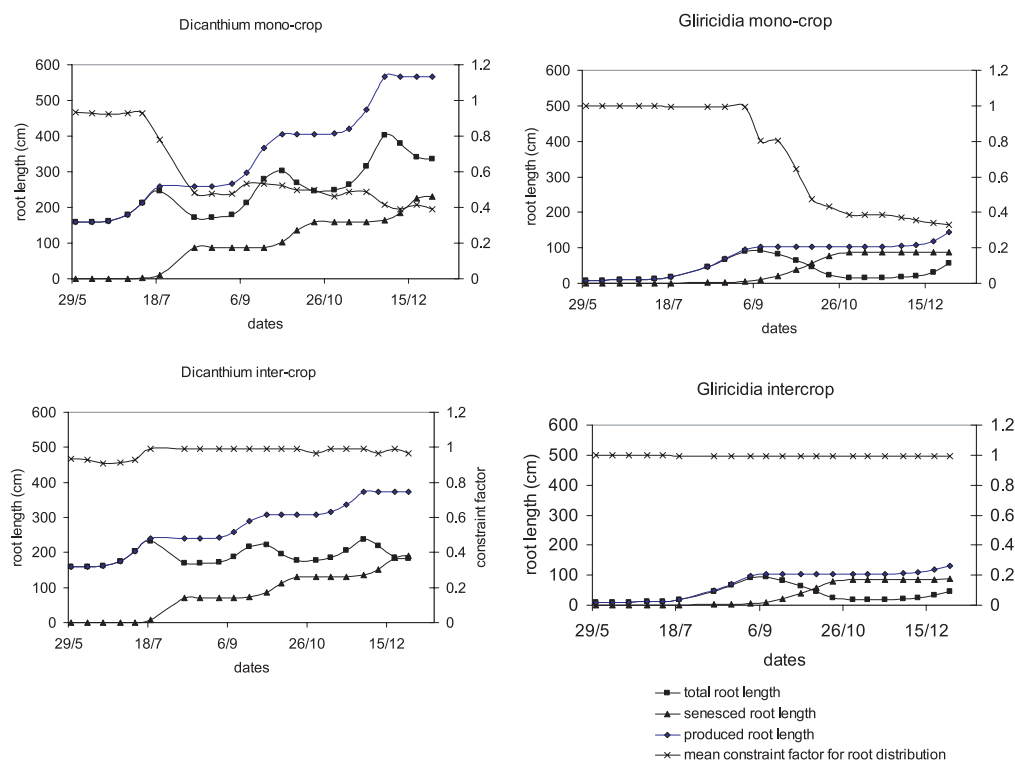 Dicanthium mono-crop
600
500
400
300
200
100
0
1.2
1
0.8
0.6
0.4
0.2
0
root length (cm)
29/5 18/7 6/9 26/10 15/12
dates
Gliricidia mono-crop
600
500
400
300
200
100
0
1.2
1
0.8
0.6
0.4
0.2
0
root length (cm)
29/5 18/7 6/9 26/10 15/12
dates
Dicanthium inter-crop
600
500
400
300
200
100
0
1.2
1
0.8
0.6
0.4
0.2
0
root length (cm)
constraint factor
29/5 18/7 6/9 26/10 15/12
dates
Gliricidia intercrop
600
500
400
300
200
100
0
1.2
1
0.8
0.6
0.4
0.2
0
root length (cm)
29/5 18/7 6/9 26/10 15/12
dates
total root length
senesced root length
produced root length
mean constraint factor for root distribution